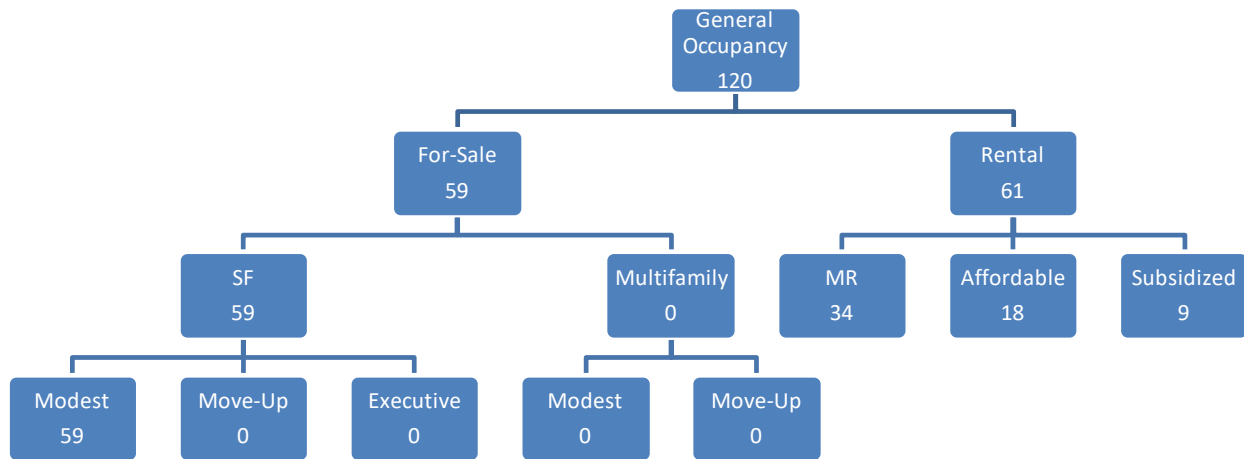 General
Occupancy
120
For-Sale
59
Rental
61
SF
59
Multifamily
0
MR
34
Affordable
18
Subsidized
9
Modest
59
Move-Up
0
Executive
0
Modest
0
Move-Up
0